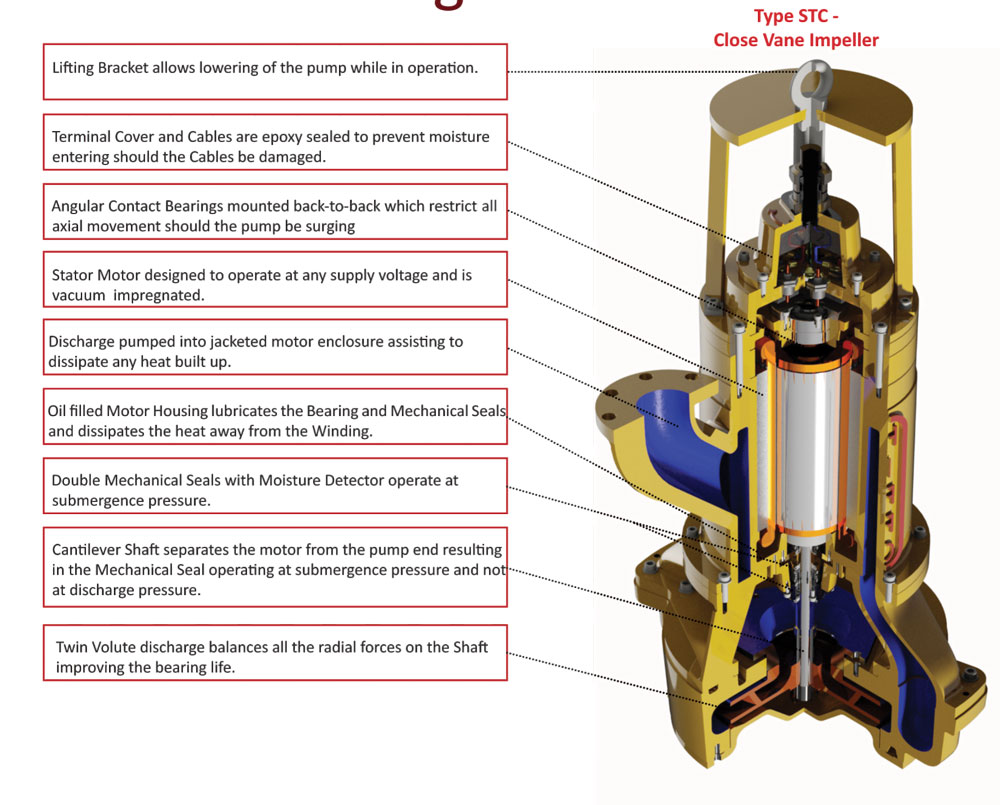 Type STC -
Close Vane Impeller
Lifting Bracket allows lowering of the pump while in operation.
Terminal Cover and Cables are epoxy sealed to prevent moisture
entering should the Cables be damaged.
Angular Contact Bearings mounted back-to-back which restrict all
axial movement should the pump be surging
Stator Motor designed to operate at any supply voltage and is
vacuum impregnated.
Discharge pumped into jacketed motor enclosure assisting to
dissipate any heat built up.
Oil filled Motor Housing lubricates the Bearing and Mechanical Seals
and dissipates the heat away from the Winding.
Double Mechanical Seals with Moisture Detector operate at
submergence pressure.
Cantilever Shaft separates the motor from the pump end resulting
in the Mechanical Seal operating at submergence pressure and not
at discharge pressure.
Twin Volute discharge balances all the radial forces on the Shaft
improving the bearing life.